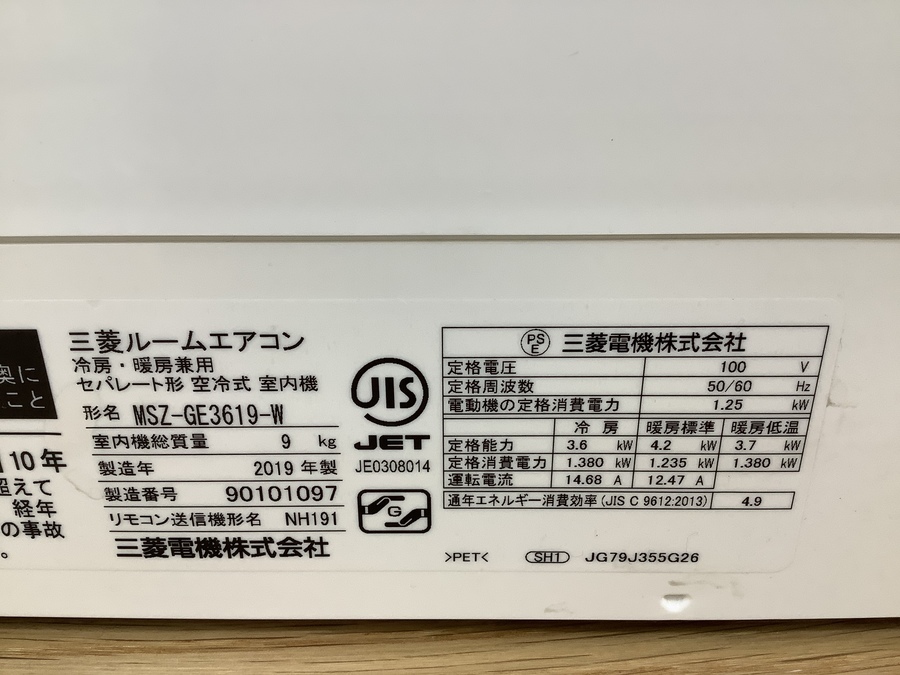 奥に
こと
10年
超えて
経年
の事故
。
三菱ルームエアコン
冷房・暖房兼用
セパレート形 空冷式 室内機
形名 MSZ-GE3619-W
室内機総質量 9 kg
製造年 2019 年製
製造番号 90101097
リモコン送信機形名 NH191
三菱電機株式会社
JIS
JET
JE0308014
G
PSE 三菱電機株式会社
定格電圧 100 V
定格周波数 50/60 Hz
電動機の定格消費電力 1.25 kW
冷房 暖房標準 暖房低温
定格能力 3.6 kW 4.2 kW 3.7 kW
定格消費電力 1.380 kW 1.235 kW 1.380 kW
運転電流 14.68 A 12.47 A
通年エネルギー消費効率(JIS C 9612:2013) 4.9
>PET< SH1 JG79J355G26